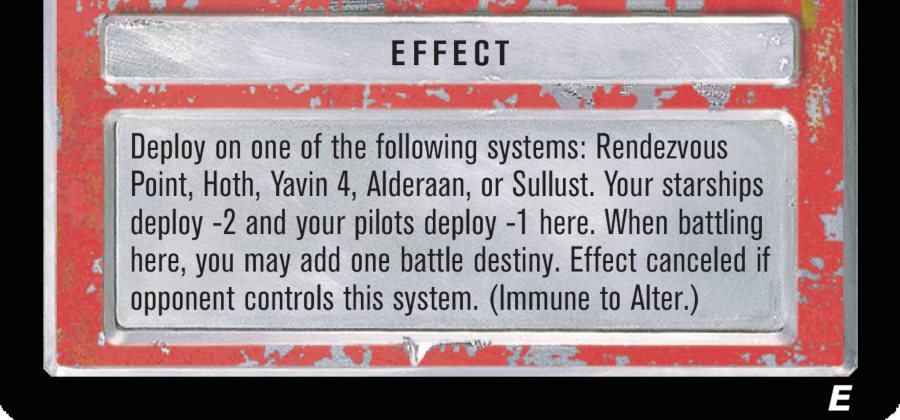 EFFECT
Deploy on one of the following systems: Rendezvous
Point, Hoth, Yavin 4, Alderaan, or Sullust. Your starships
deploy -2 and your pilots deploy -1 here. When battling
here, you may add one battle destiny. Effect canceled if
opponent controls this system. (Immune to Alter.)
E